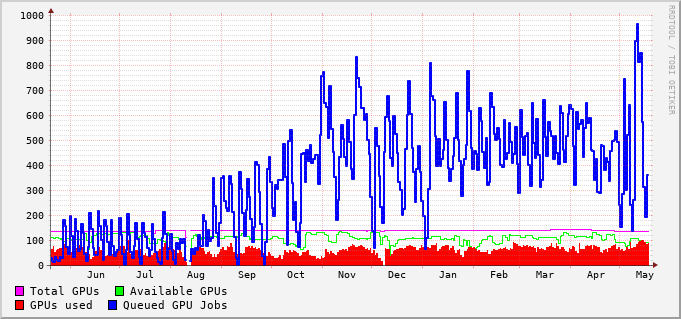 1000
900
800
700
600
500
400
300
200
100
0
Jun Jul Aug Sep Oct Nov Dec Jan Feb Mar Apr May
Total GPUs Available GPUs
GPUs used Queued GPU Jobs
RRDTOOL / TOBI OETIKER